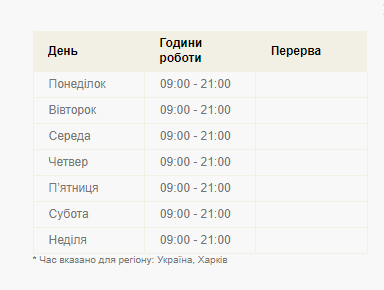 День Години роботи Перерва
Понеділок 09:00 - 21:00
Вівторок 09:00 - 21:00
Середа 09:00 - 21:00
Четвер 09:00 - 21:00
П'ятниця 09:00 - 21:00
Субота 09:00 - 21:00
Неділя 09:00 - 21:00
* Час вказано для регіону: Україна, Харків